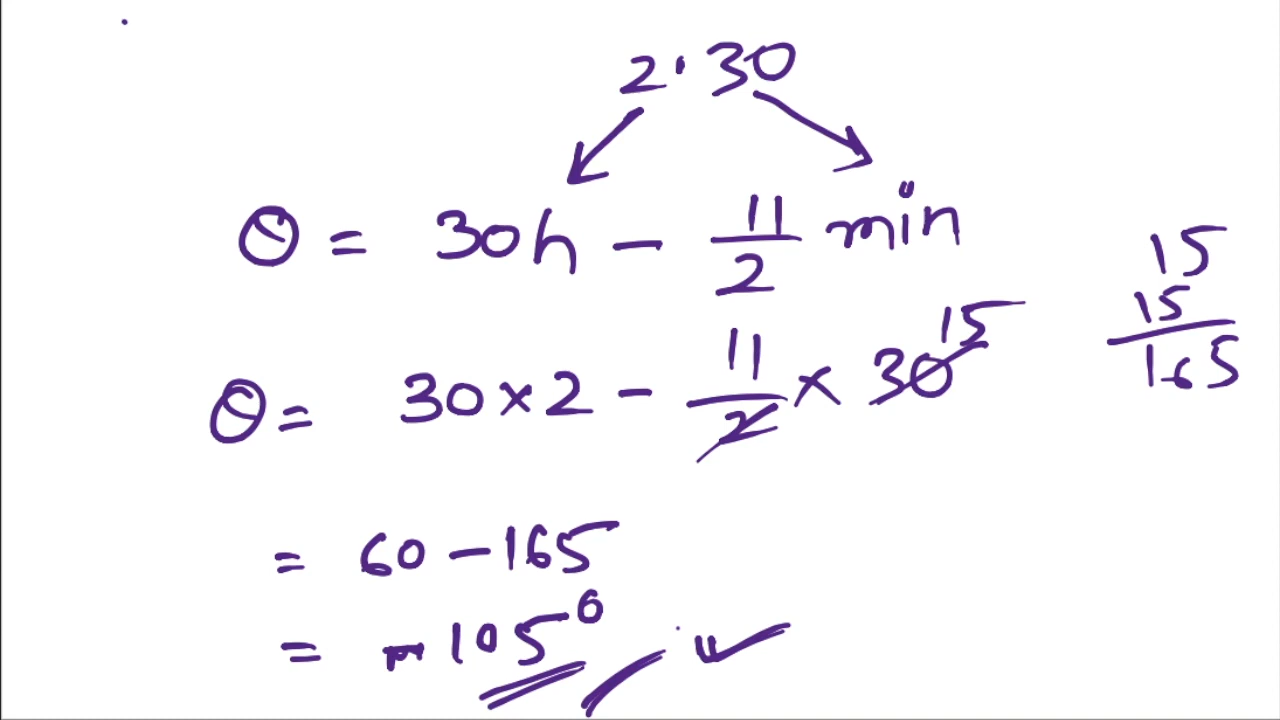 2:30
θ = 30h - 11/2 min
θ = 30 × 2 - 11/2 × 30 15
= 60 - 165
= -105°
15
15
165